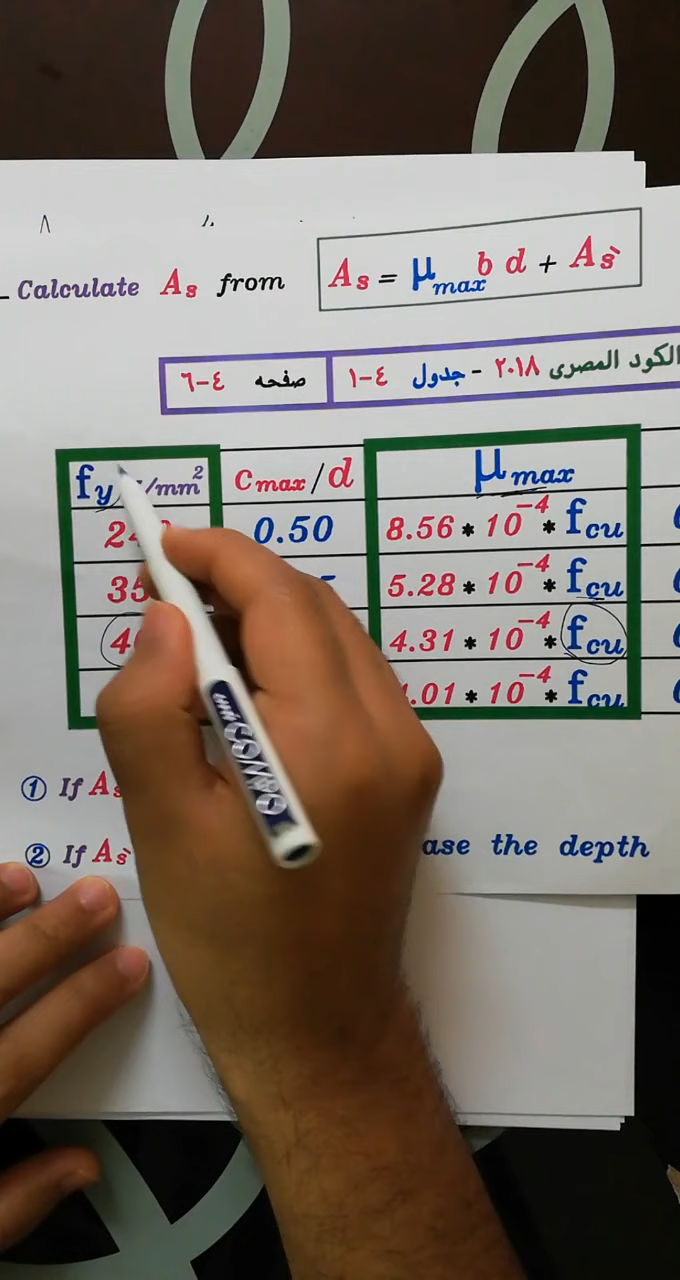 Calculate As from As = μmax b d + As`
الكود المصرى ٢٠١٨ - جدول ٤-١ صفحه ٤-٦
fy /mm² cmax/d μmax
0.50 8.56 * 10⁻⁴ * fcu
35 5.28 * 10⁻⁴ * fcu
4.31 * 10⁻⁴ * fcu
.01 * 10⁻⁴ * fcu
① If As
② If As` ase the depth